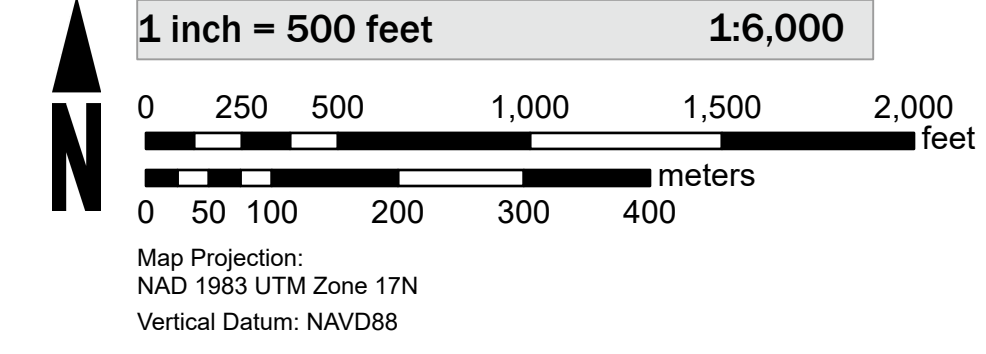 N
1 inch = 500 feet 1:6,000
0 250 500 1,000 1,500 2,000
feet
meters
0 50 100 200 300 400
Map Projection:
NAD 1983 UTM Zone 17N
Vertical Datum: NAVD88